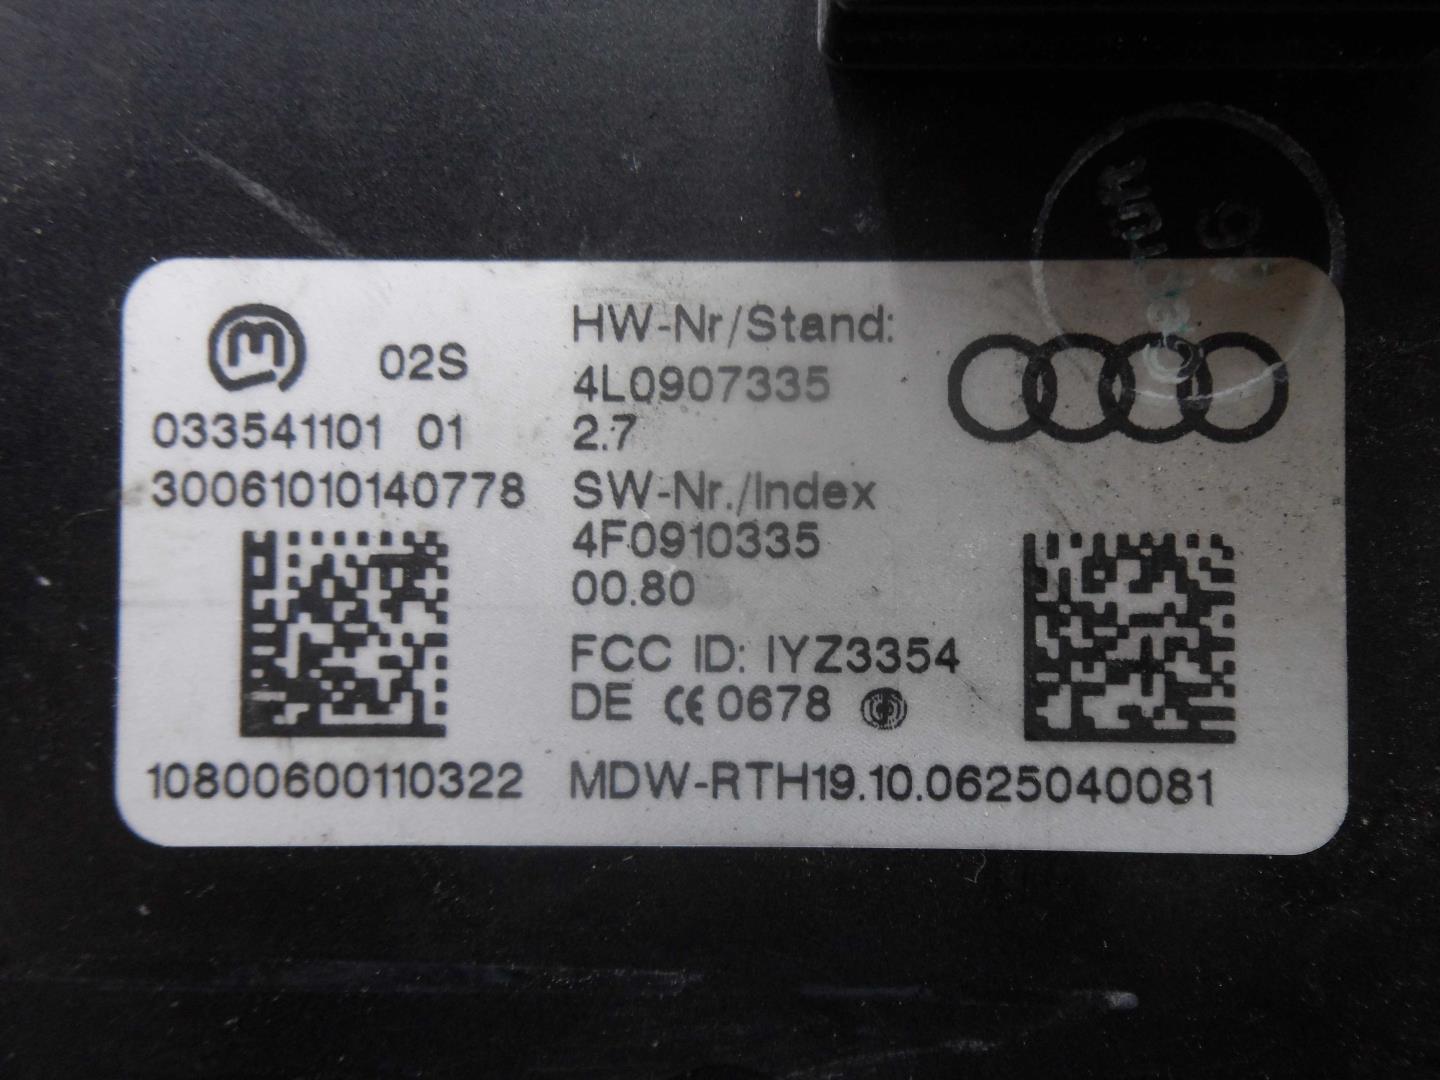 02S
033541101 01
30061010140778
10800600110322
HW-Nr/Stand:
4L0907335
2.7
SW-Nr./Index
4F0910335
00.80
FCC ID: IYZ3354
DE CE 0678
MDW-RTH19.10.0625040081